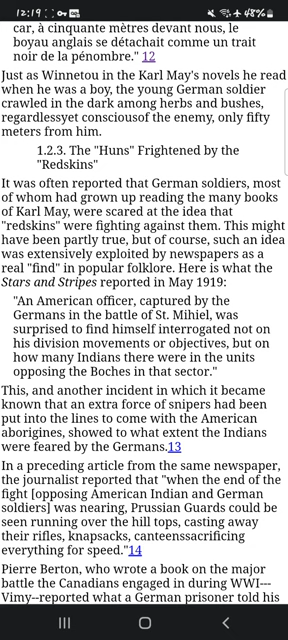 12:19
48%
car, à cinquante mètres devant nous, le
boyau anglais se détachait comme un trait
noir de la pénombre." 12
Just as Winnetou in the Karl May's novels he read
when he was a boy, the young German soldier
crawled in the dark among herbs and bushes,
regardlessyet consciousof the enemy, only fifty
meters from him.
1.2.3. The "Huns" Frightened by the
"Redskins"
It was often reported that German soldiers, most
of whom had grown up reading the many books
of Karl May, were scared at the idea that
"redskins" were fighting against them. This might
have been partly true, but of course, such an idea
was extensively exploited by newspapers as a
real "find" in popular folklore. Here is what the
Stars and Stripes reported in May 1919:
"An American officer, captured by the
Germans in the battle of St. Mihiel, was
surprised to find himself interrogated not on
his division movements or objectives, but on
how many Indians there were in the units
opposing the Boches in that sector."
This, and another incident in which it became
known that an extra force of snipers had been
put into the lines to come with the American
aborigines, showed to what extent the Indians
were feared by the Germans.13
In a preceding article from the same newspaper,
the journalist reported that "when the end of the
fight [opposing American Indian and German
soldiers] was nearing, Prussian Guards could be
seen running over the hill tops, casting away
their rifles, knapsacks, canteenssacrificing
everything for speed."14
Pierre Berton, who wrote a book on the major
battle the Canadians engaged in during WWI---
Vimy--reported what a German prisoner told his